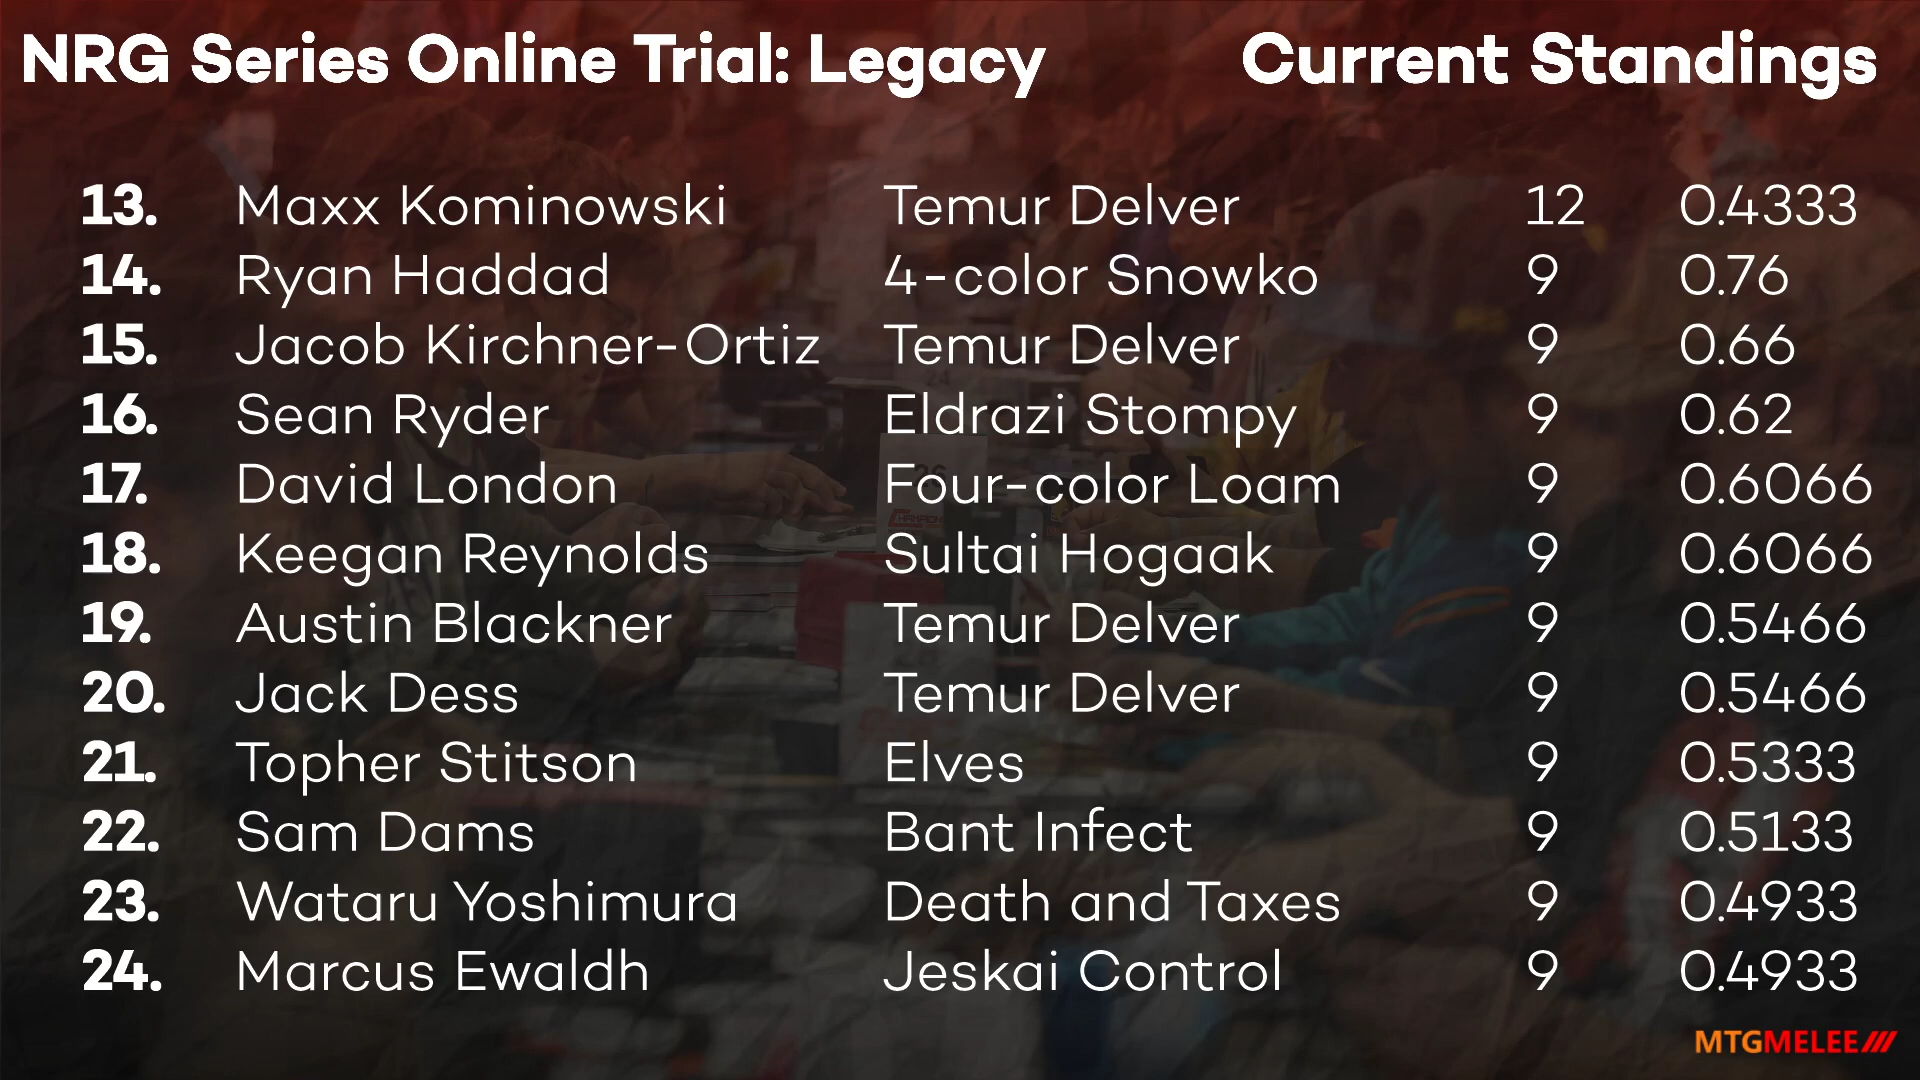 NRG Series Online Trial: Legacy Current Standings
13. Maxx Kominowski Temur Delver 12 0.4333
14. Ryan Haddad 4-color Snowko 9 0.76
15. Jacob Kirchner-Ortiz Temur Delver 9 0.66
16. Sean Ryder Eldrazi Stompy 9 0.62
17. David London Four-color Loam 9 0.6066
18. Keegan Reynolds Sultai Hogaak 9 0.6066
19. Austin Blackner Temur Delver 9 0.5466
20. Jack Dess Temur Delver 9 0.5466
21. Topher Stitson Elves 9 0.5333
22. Sam Dams Bant Infect 9 0.5133
23. Wataru Yoshimura Death and Taxes 9 0.4933
24. Marcus Ewaldh Jeskai Control 9 0.4933
MTGMELEE